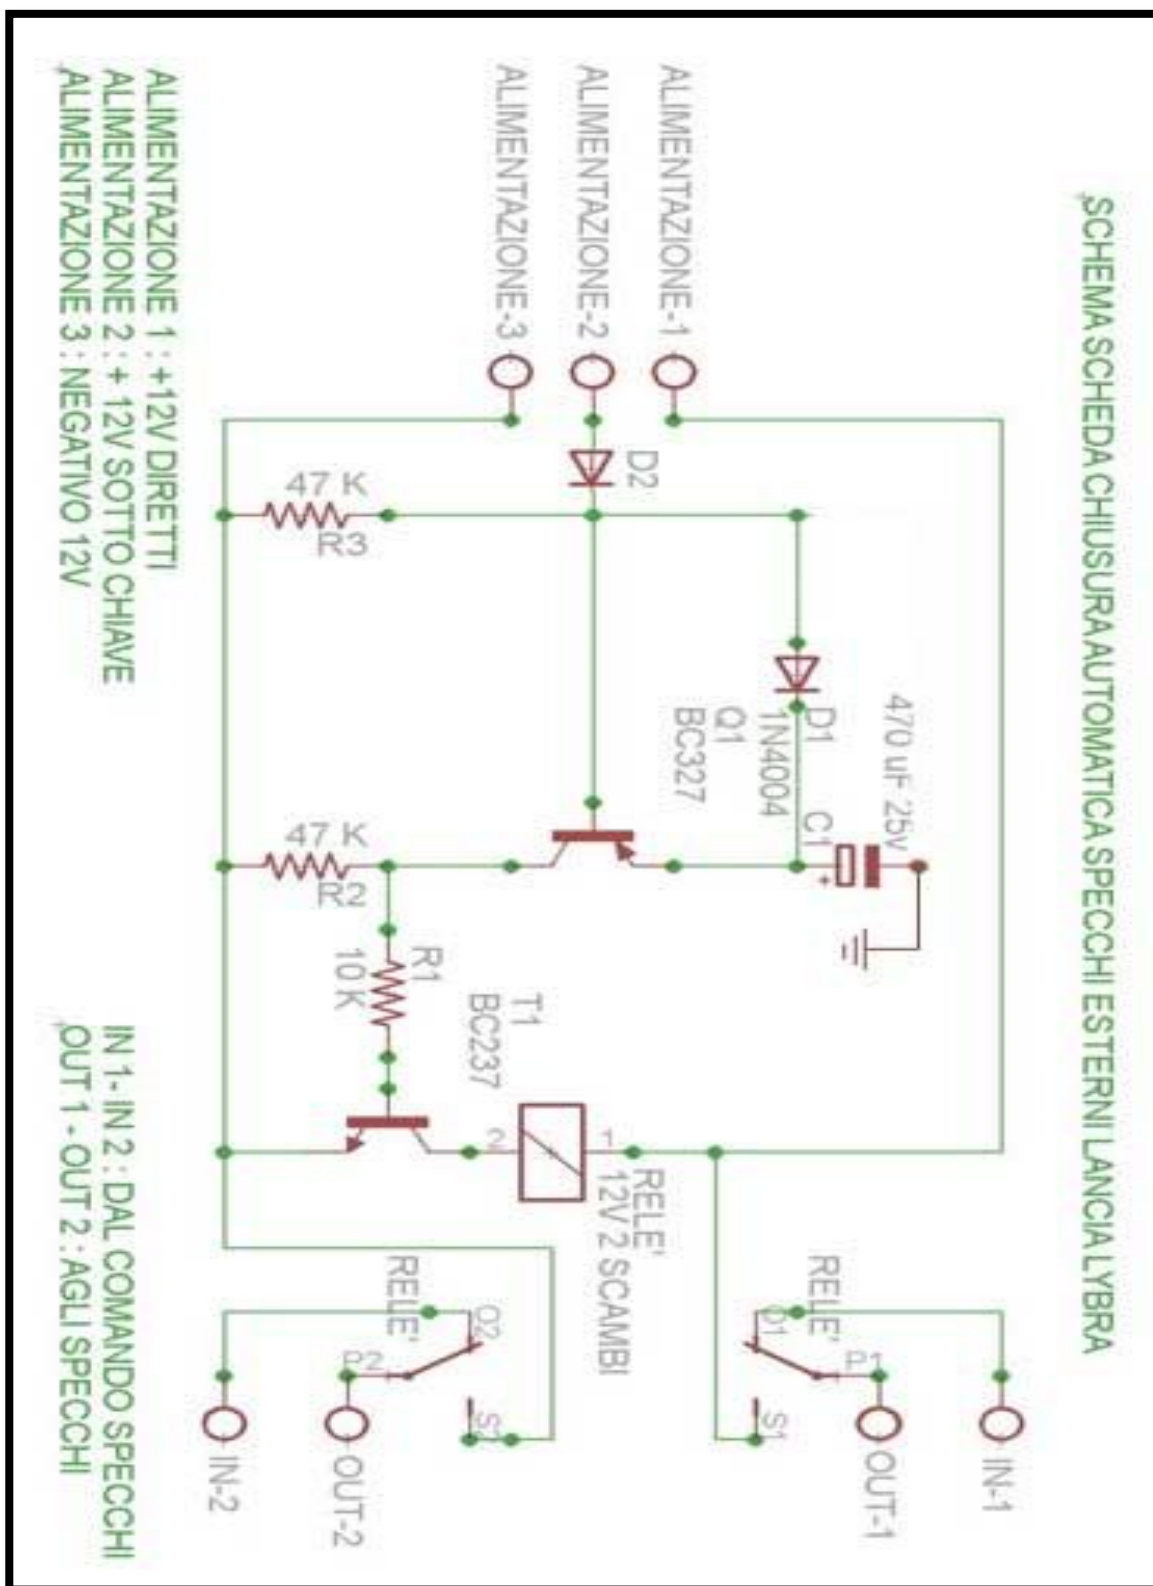 SCHEMA SCHEDA CHIUSURA AUTOMATICA SPECCHI ESTERNI LANCIA LYBRA
470 uF 25v
C1
D1
1N4004
Q1
BC327
D2
ALIMENTAZIONE-1
ALIMENTAZIONE-2
ALIMENTAZIONE-3
47 K
R3
47 K
R2
R1
10 K
T1
BC237
1
2
RELE'
12V 2 SCAMBI
IN-1
OUT-1
P1
O1
S1
RELE'
RELE'
O2
P2
S2
OUT-2
IN-2
ALIMENTAZIONE 1 : +12V DIRETTI
ALIMENTAZIONE 2 : + 12V SOTTO CHIAVE
ALIMENTAZIONE 3 : NEGATIVO 12V
IN 1- IN 2 : DAL COMANDO SPECCHI
OUT 1 - OUT 2 : AGLI SPECCHI